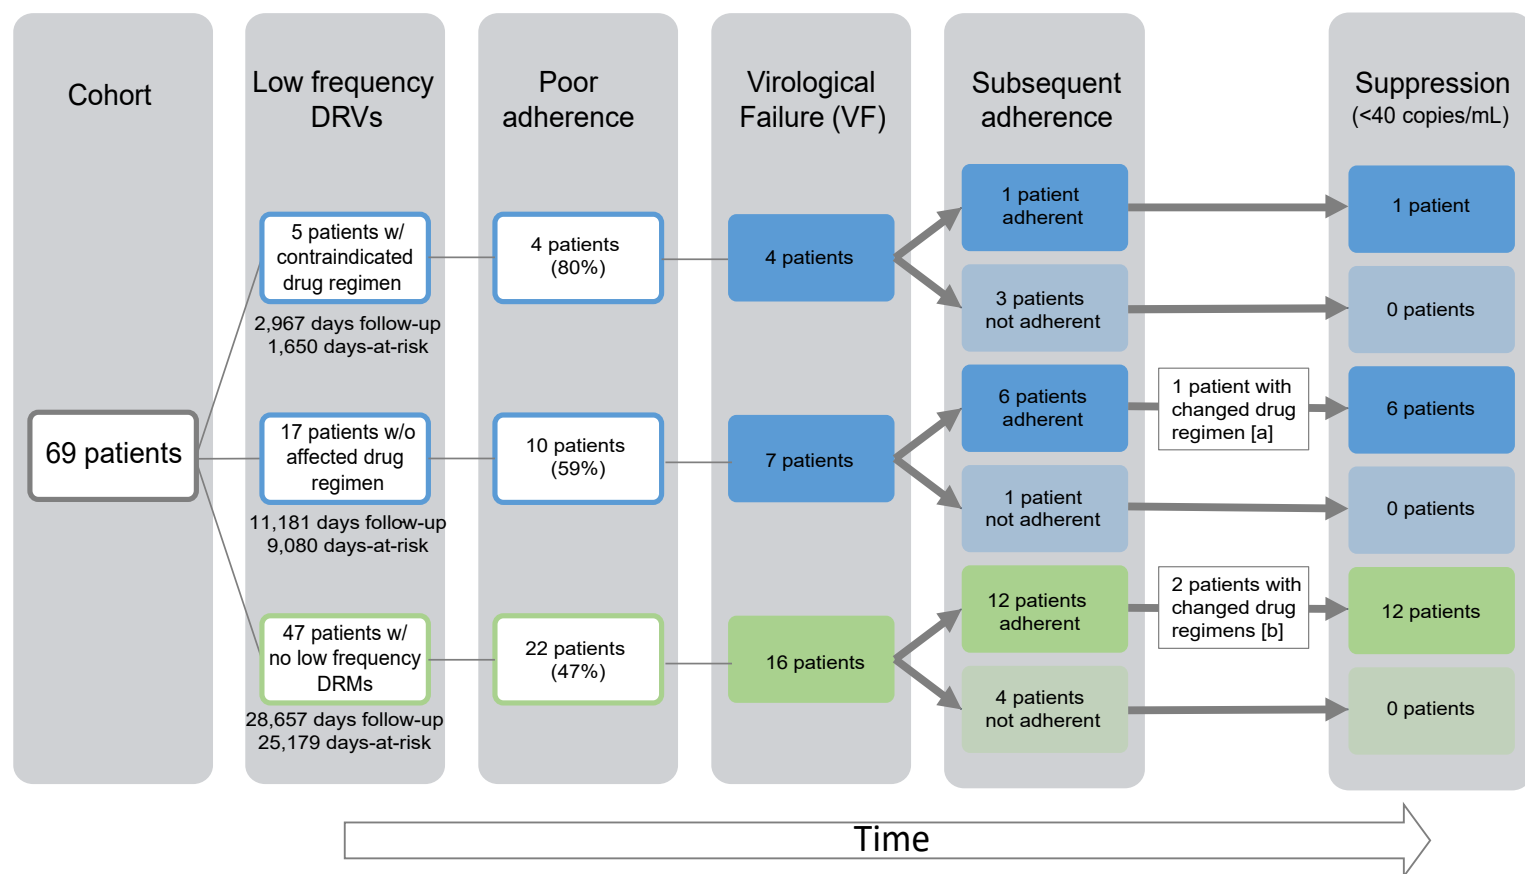 Cohort
Low frequency
DRVs
Poor
adherence
Virological
Failure (VF)
Subsequent
adherence
Suppression
(<40 copies/mL)
69 patients
5 patients w/
contraindicated
drug regimen
2,967 days follow-up
1,650 days-at-risk
4 patients
(80%)
4 patients
1 patient
adherent
1 patient
3 patients
not adherent
0 patients
17 patients w/o
affected drug
regimen
11,181 days follow-up
9,080 days-at-risk
10 patients
(59%)
7 patients
6 patients
adherent
1 patient with
changed drug
regimen [a]
6 patients
1 patient
not adherent
0 patients
47 patients w/
no low frequency
DRMs
28,657 days follow-up
25,179 days-at-risk
22 patients
(47%)
16 patients
12 patients
adherent
2 patients with
changed drug
regimens [b]
12 patients
4 patients
not adherent
0 patients
Time